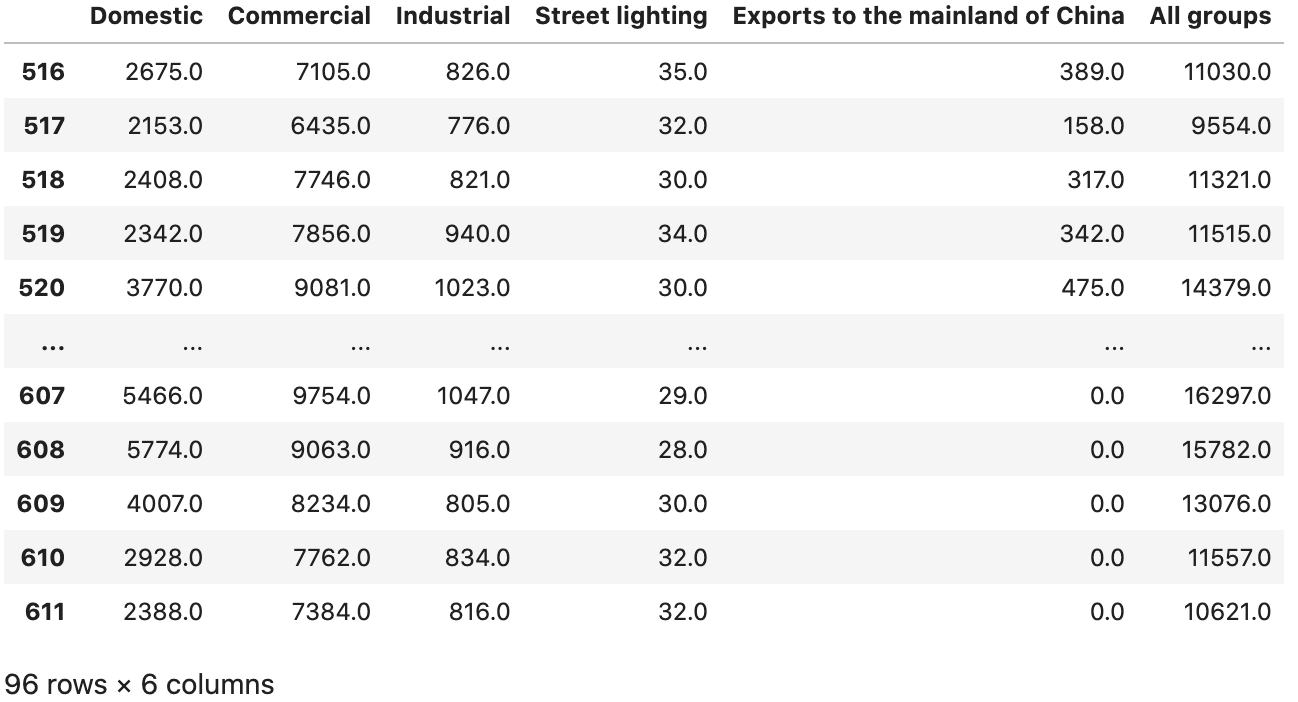 Domestic Commercial Industrial Street lighting Exports to the mainland of China All groups
516 2675.0 7105.0 826.0 35.0 389.0 11030.0
517 2153.0 6435.0 776.0 32.0 158.0 9554.0
518 2408.0 7746.0 821.0 30.0 317.0 11321.0
519 2342.0 7856.0 940.0 34.0 342.0 11515.0
520 3770.0 9081.0 1023.0 30.0 475.0 14379.0
... ... ... ... ... ... ...
607 5466.0 9754.0 1047.0 29.0 0.0 16297.0
608 5774.0 9063.0 916.0 28.0 0.0 15782.0
609 4007.0 8234.0 805.0 30.0 0.0 13076.0
610 2928.0 7762.0 834.0 32.0 0.0 11557.0
611 2388.0 7384.0 816.0 32.0 0.0 10621.0
96 rows × 6 columns